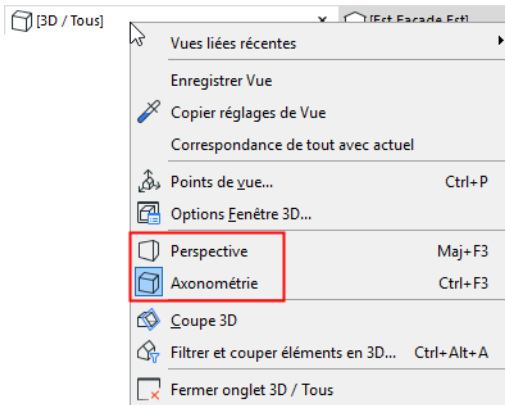 [3D / Tous]
[Est Façade Est]
Vues liées récentes
Enregistrer Vue
Copier réglages de Vue
Correspondance de tout avec actuel
Points de vue... Ctrl+P
Options Fenêtre 3D...
Perspective Maj+F3
Axonométrie Ctrl+F3
Coupe 3D
Filtrer et couper éléments en 3D... Ctrl+Alt+A
Fermer onglet 3D / Tous